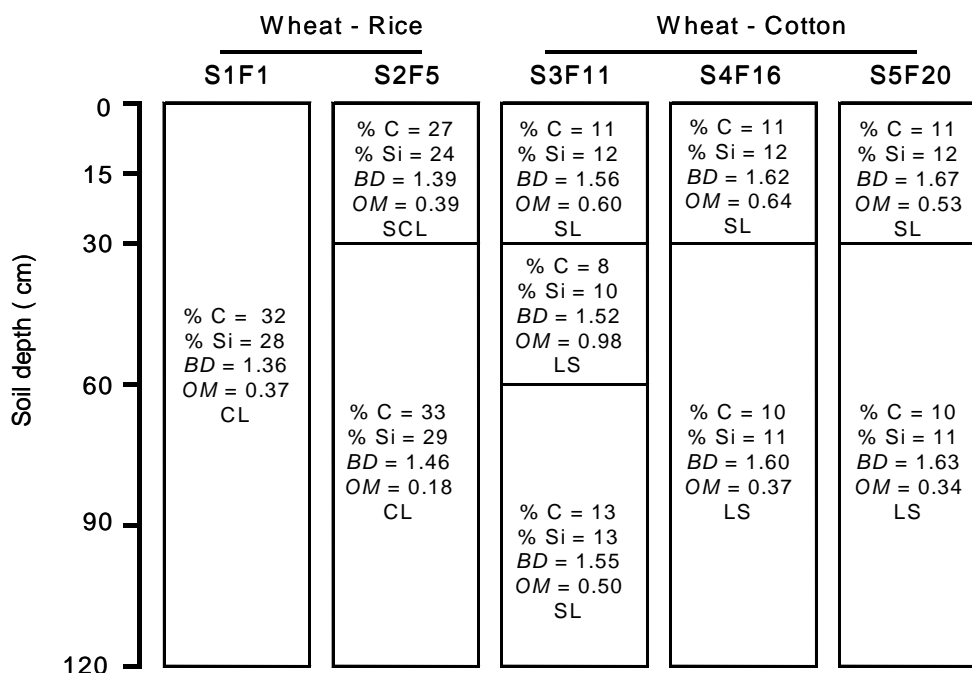 Wheat - Rice
Wheat - Cotton
S1F1
S2F5
S3F11
S4F16
S5F20
Soil depth ( cm)
0
15
30
60
90
120
% C = 32
% Si = 28
BD = 1.36
OM = 0.37
CL
% C = 27
% Si = 24
BD = 1.39
OM = 0.39
SCL
% C = 33
% Si = 29
BD = 1.46
OM = 0.18
CL
% C = 11
% Si = 12
BD = 1.56
OM = 0.60
SL
% C = 8
% Si = 10
BD = 1.52
OM = 0.98
LS
% C = 13
% Si = 13
BD = 1.55
OM = 0.50
SL
% C = 11
% Si = 12
BD = 1.62
OM = 0.64
SL
% C = 10
% Si = 11
BD = 1.60
OM = 0.37
LS
% C = 11
% Si = 12
BD = 1.67
OM = 0.53
SL
% C = 10
% Si = 11
BD = 1.63
OM = 0.34
LS